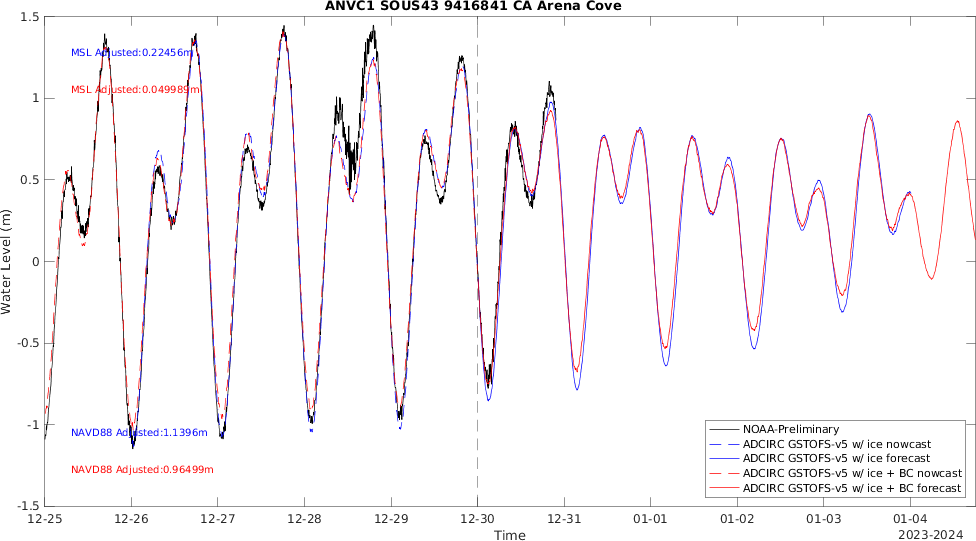 ANVC1 SOUS43 9416841 CA Arena Cove
1.5
1
0.5
0
-0.5
-1
-1.5
Water Level (m)
MSL Adjusted:0.22456m
MSL Adjusted:0.049989m
NAVD88 Adjusted:1.1396m
NAVD88 Adjusted:0.96499m
NOAA-Preliminary
ADCIRC GSTOFS-v5 w/ ice nowcast
ADCIRC GSTOFS-v5 w/ ice forecast
ADCIRC GSTOFS-v5 w/ ice + BC nowcast
ADCIRC GSTOFS-v5 w/ ice + BC forecast
12-25 12-26 12-27 12-28 12-29 12-30 12-31 01-01 01-02 01-03 01-04
Time
2023-2024